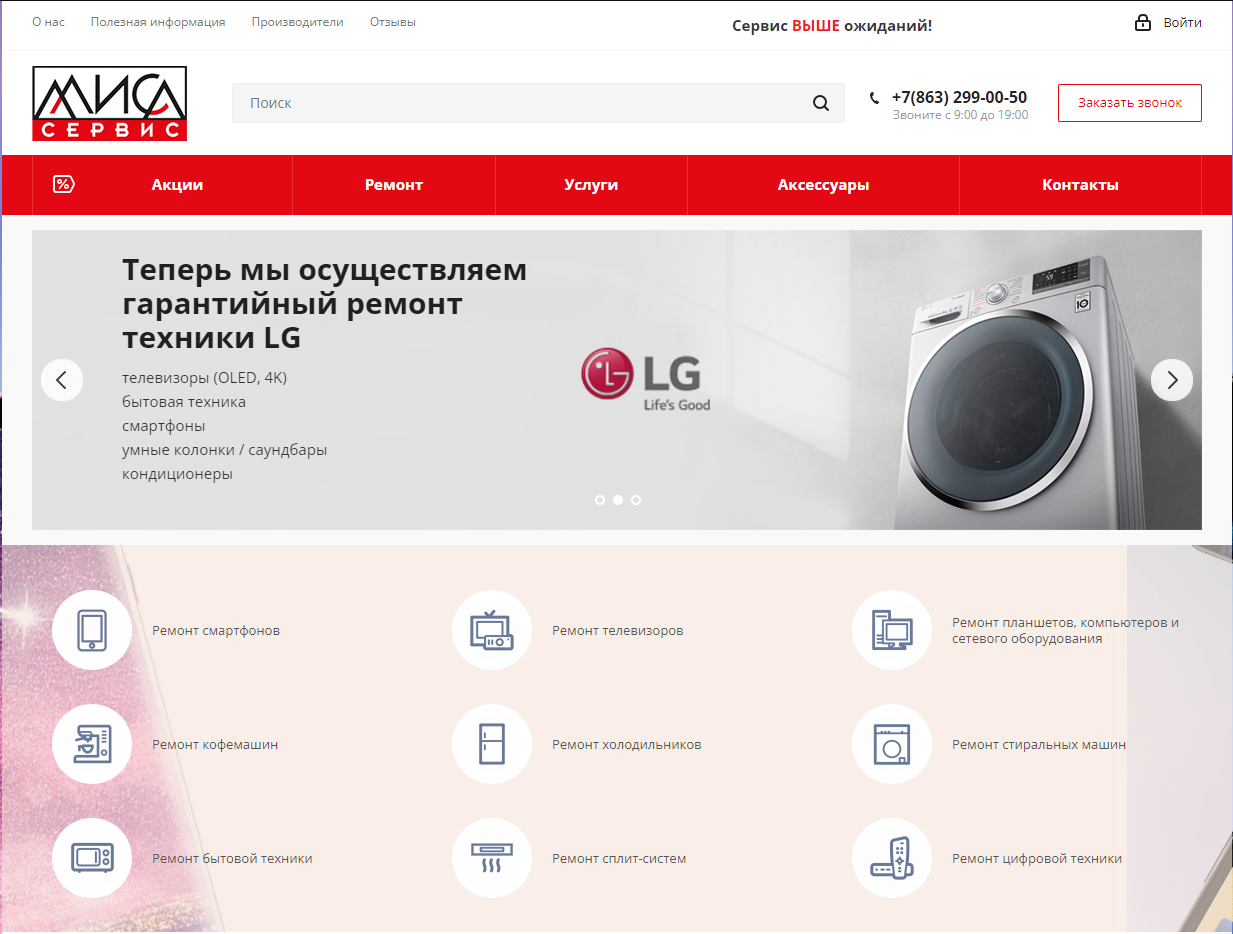 О нас
Полезная информация
Производители
Отзывы
Сервис ВЫШЕ ожиданий!
Войти
МИСА
СЕРВИС
Поиск
+7(863) 299-00-50
Звоните с 9:00 до 19:00
Заказать звонок
Акции
Ремонт
Услуги
Аксессуары
Контакты
Теперь мы осуществляем
гарантийный ремонт
техники LG
телевизоры (OLED, 4K)
бытовая техника
смартфоны
умные колонки / саундбары
кондиционеры
LG
Life's Good
10
Ремонт смартфонов
Ремонт телевизоров
Ремонт планшетов, компьютеров и
сетевого оборудования
Ремонт кофемашин
Ремонт холодильников
Ремонт стиральных машин
Ремонт бытовой техники
Ремонт сплит-систем
Ремонт цифровой техники